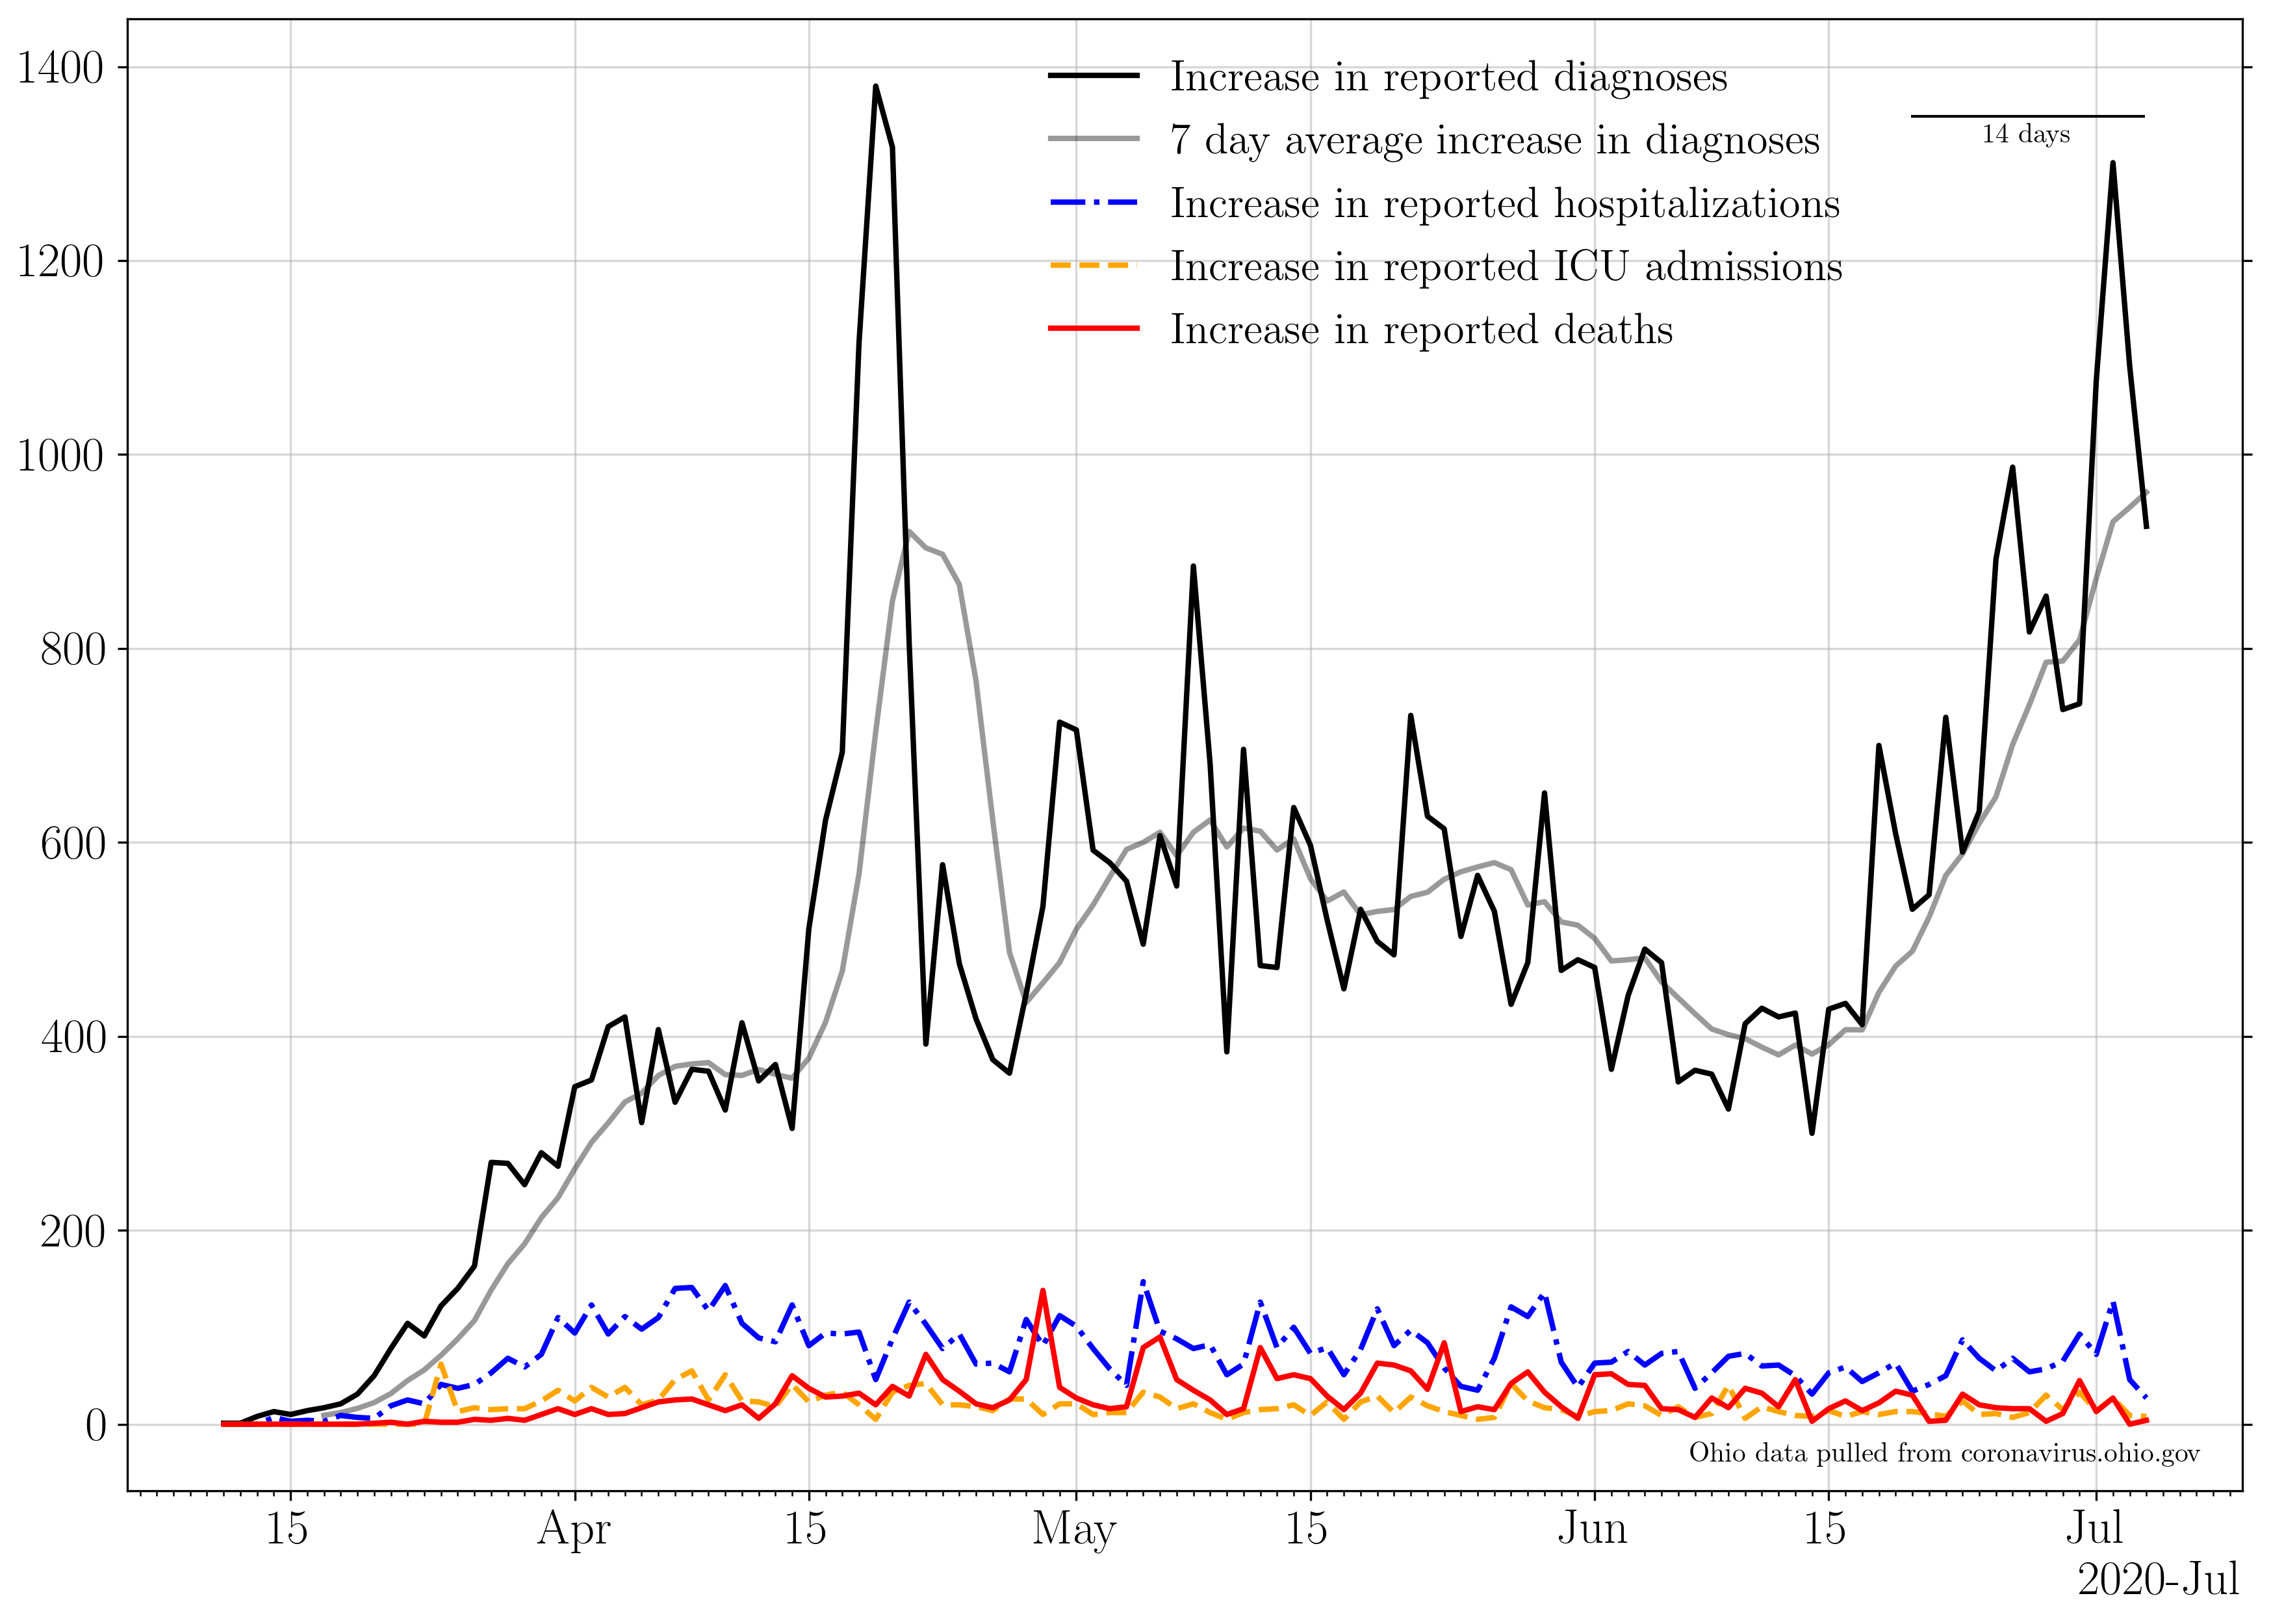 1400
1200
1000
800
600
400
200
0
Increase in reported diagnoses
7 day average increase in diagnoses
Increase in reported hospitalizations
Increase in reported ICU admissions
Increase in reported deaths
14 days
Ohio data pulled from coronavirus.ohio.gov
15 Apr 15 May 15 Jun 15 Jul
2020-Jul